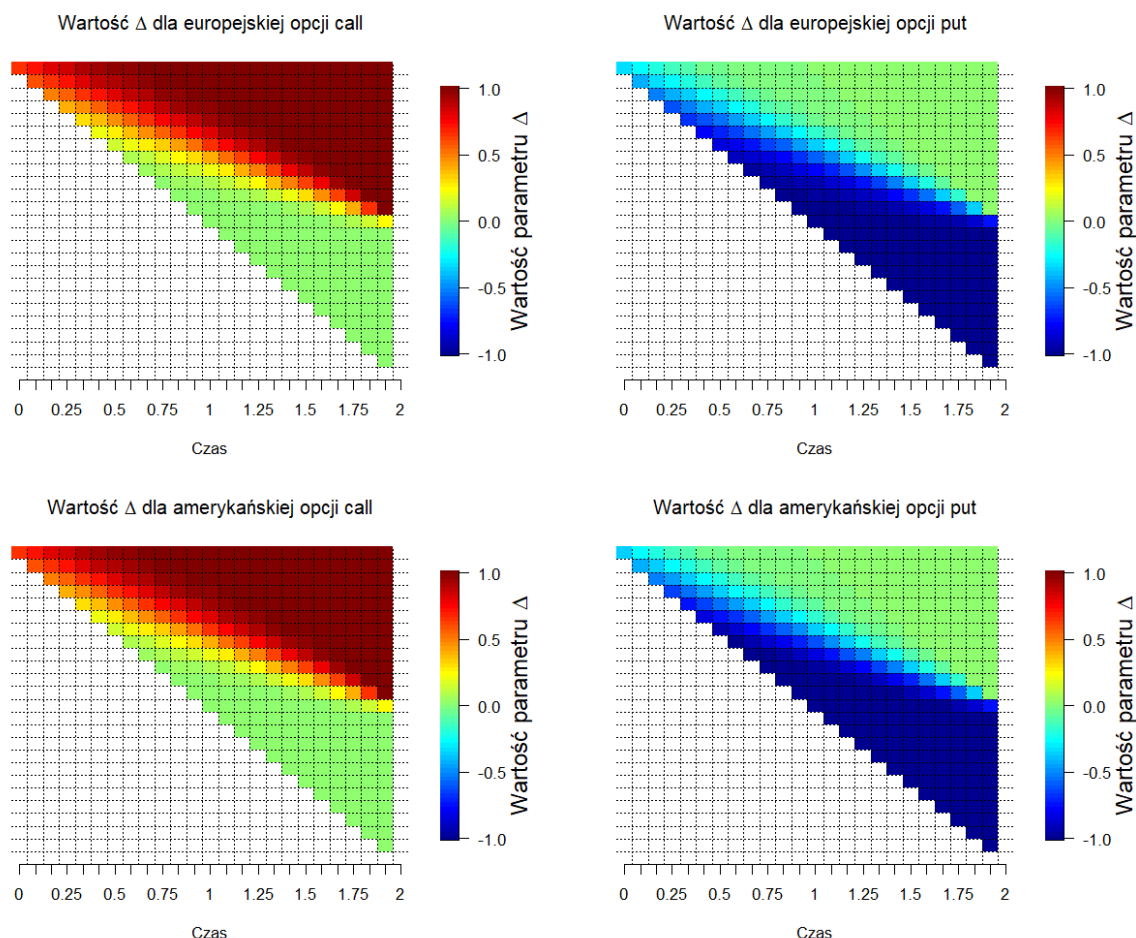 Wartość Δ dla europejskiej opcji call
1.0
0.5
0.0
-0.5
-1.0
Wartość parametru Δ
0 0.25 0.5 0.75 1 1.25 1.5 1.75 2
Czas
Wartość Δ dla europejskiej opcji put
1.0
0.5
0.0
-0.5
-1.0
Wartość parametru Δ
0 0.25 0.5 0.75 1 1.25 1.5 1.75 2
Czas
Wartość Δ dla amerykańskiej opcji call
1.0
0.5
0.0
-0.5
-1.0
Wartość parametru Δ
0 0.25 0.5 0.75 1 1.25 1.5 1.75 2
Czas
Wartość Δ dla amerykańskiej opcji put
1.0
0.5
0.0
-0.5
-1.0
Wartość parametru Δ
0 0.25 0.5 0.75 1 1.25 1.5 1.75 2
Czas